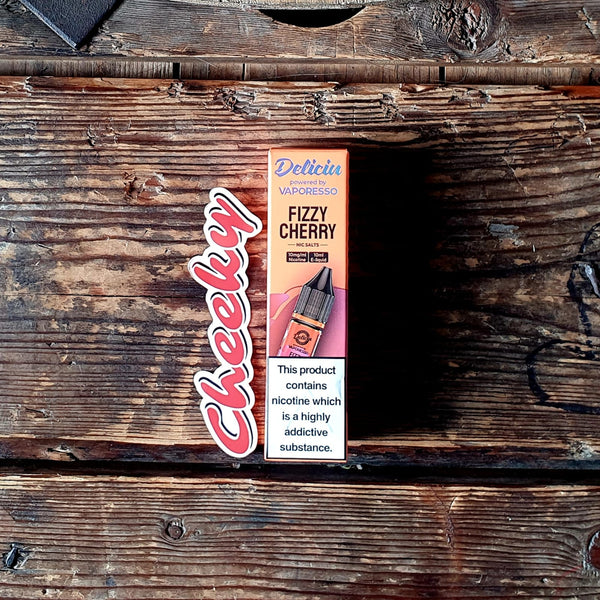 Cheeky
Deliciu
powered by
VAPORESSO
FIZZY
CHERRY
NIC SALTS
10mg/ml 10ml
Nicotine E-liquid
This product
contains
nicotine which
is a highly
addictive
substance.